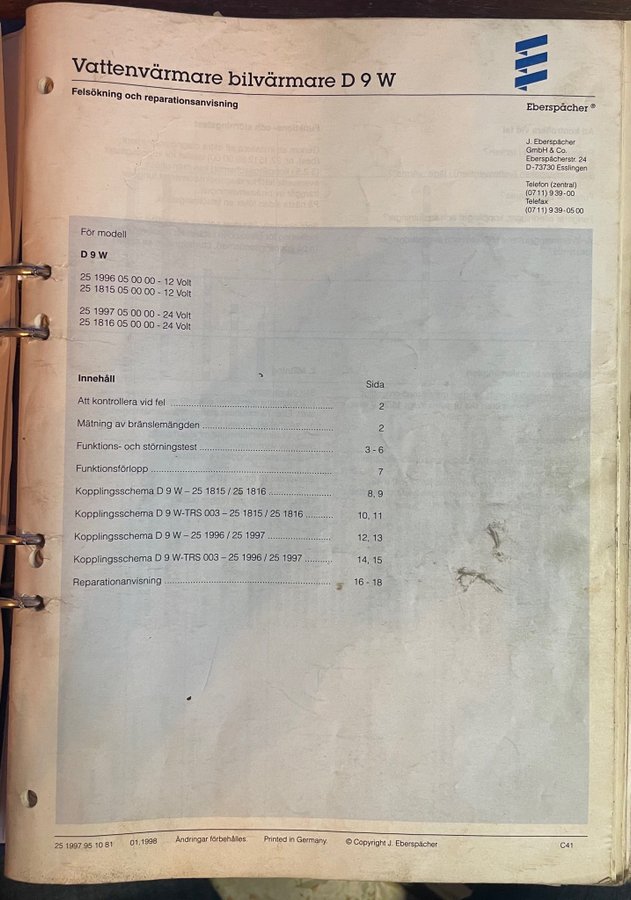 Vattenvärmare bilvärmare D 9 W
Felsökning och reparationsanvisning
Eberspächer ®
J. Eberspächer
GmbH & Co.
Eberspächerstr. 24
D-73730 Esslingen
Telefon (zentral)
(07 11) 9 39 - 00
Telefax
(07 11) 9 39 - 05 00
För modell
D 9 W
25 1996 05 00 00 - 12 Volt
25 1815 05 00 00 - 12 Volt
25 1997 05 00 00 - 24 Volt
25 1816 05 00 00 - 24 Volt
Innehåll Sida
Att kontrollera vid fel 2
Mätning av bränslemängden 2
Funktions- och störningstest 3 - 6
Funktionsförlopp 7
Kopplingsschema D 9 W – 25 1815 / 25 1816 8, 9
Kopplingsschema D 9 W-TRS 003 – 25 1815 / 25 1816 10, 11
Kopplingsschema D 9 W – 25 1996 / 25 1997 12, 13
Kopplingsschema D 9 W-TRS 003 – 25 1996 / 25 1997 14, 15
Reparationanvisning 16 - 18
25 1997 95 10 81 01.1998 Ändringar förbehålles. Printed in Germany. © Copyright J. Eberspächer C41